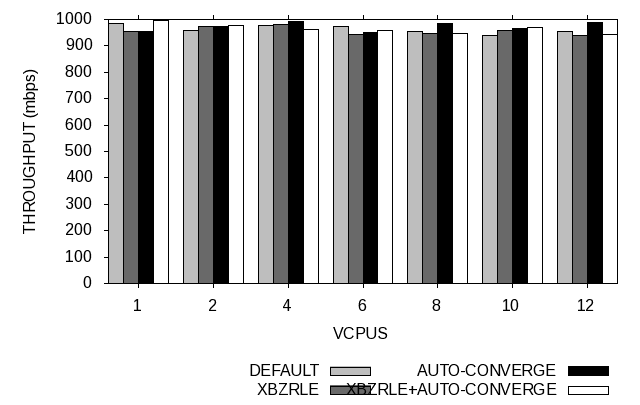 1000
900
800
700
600
500
400
300
200
100
0
THROUGHPUT (mbps)
1 2 4 6 8 10 12
VCPUS
DEFAULT AUTO-CONVERGE
XBZRLE XBZRLE+AUTO-CONVERGE